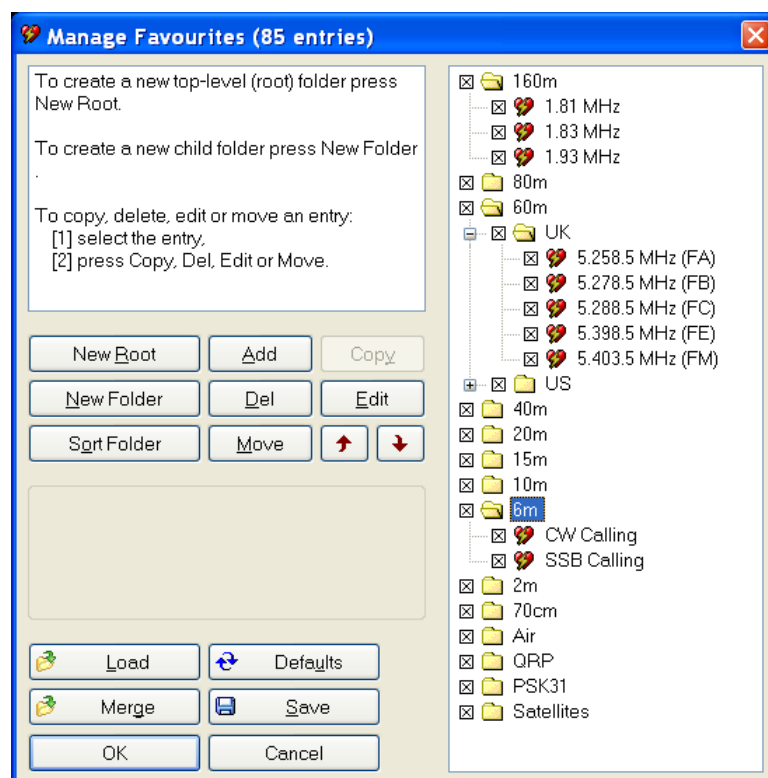 Manage Favourites (85 entries)
To create a new top-level (root) folder press
New Root.
To create a new child folder press New Folder
.
To copy, delete, edit or move an entry:
[1] select the entry,
[2] press Copy, Del, Edit or Move.
New Root
Add
Copy
New Folder
Del
Edit
Sort Folder
Move
Load
Defaults
Merge
Save
OK
Cancel
160m
1.81 MHz
1.83 MHz
1.93 MHz
80m
60m
UK
5.258.5 MHz (FA)
5.278.5 MHz (FB)
5.288.5 MHz (FC)
5.398.5 MHz (FE)
5.403.5 MHz (FM)
US
40m
20m
15m
10m
6m
CW Calling
SSB Calling
2m
70cm
Air
QRP
PSK31
Satellites